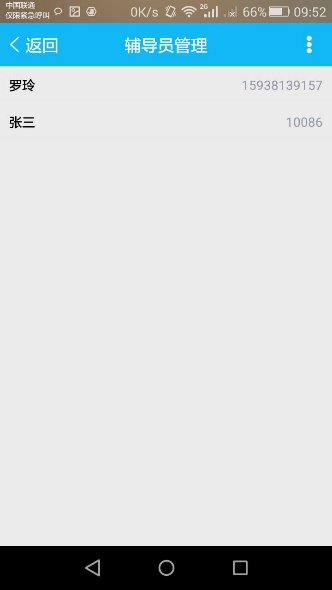 中国联通
仅限紧急呼叫
0K/s
2G
66%
09:52
返回
辅导员管理
罗玲
15938139157
张三
10086